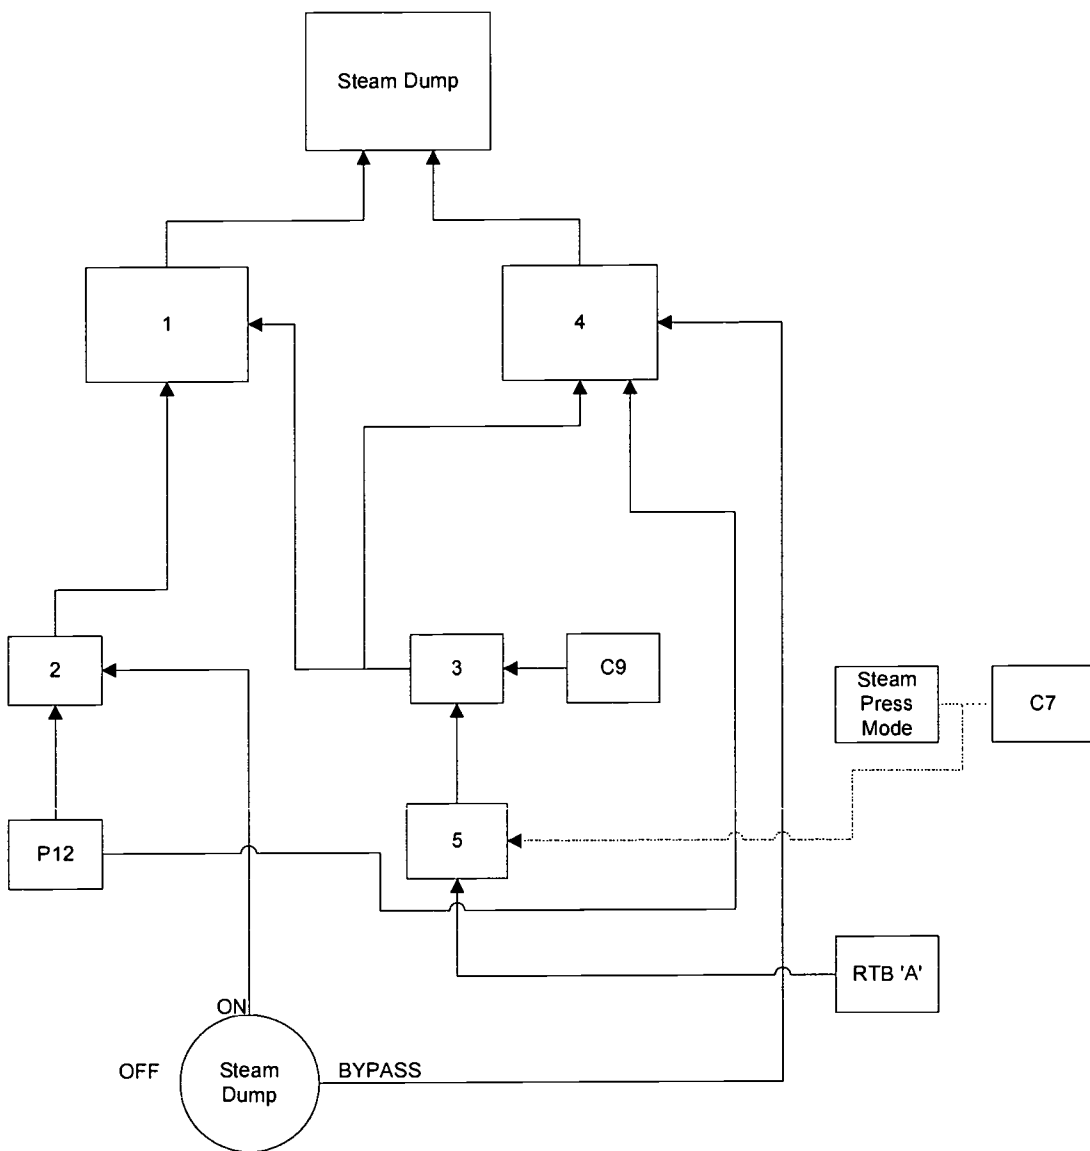 Steam Dump
1
4
2
3
C9
Steam
Press
Mode
C7
P12
5
RTB 'A'
ON
OFF
Steam
Dump
BYPASS